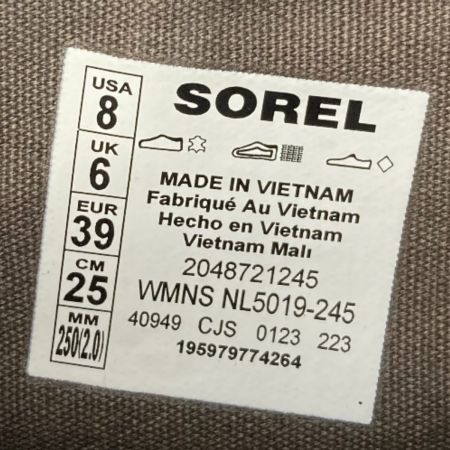 USA
8
UK
6
EUR
39
CM
25
MM
250(2.0)
SOREL
MADE IN VIETNAM
Fabriqué Au Vietnam
Hecho en Vietnam
Vietnam Malı
2048721245
WMNS NL5019-245
40949 CJS 0123 223
195979774264